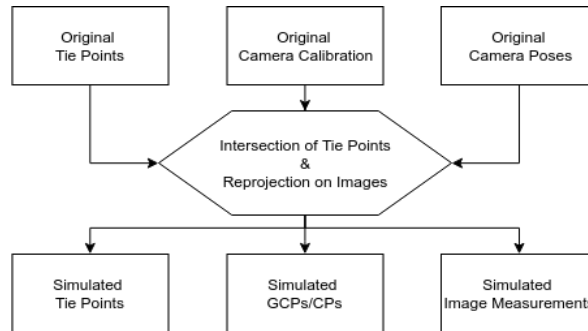 Original
Tie Points
Original
Camera Calibration
Original
Camera Poses
Intersection of Tie Points
&
Reprojection on Images
Simulated
Tie Points
Simulated
GCPs/CPs
Simulated
Image Measurements